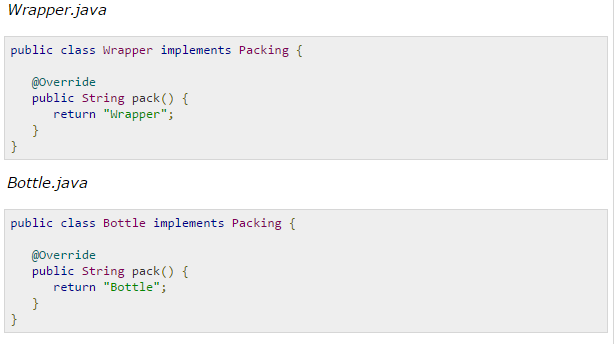 Wrapper.java
public class Wrapper implements Packing {
@Override
public String pack() {
return "Wrapper";
}
}
Bottle.java
public class Bottle implements Packing {
@Override
public String pack() {
return "Bottle";
}
}